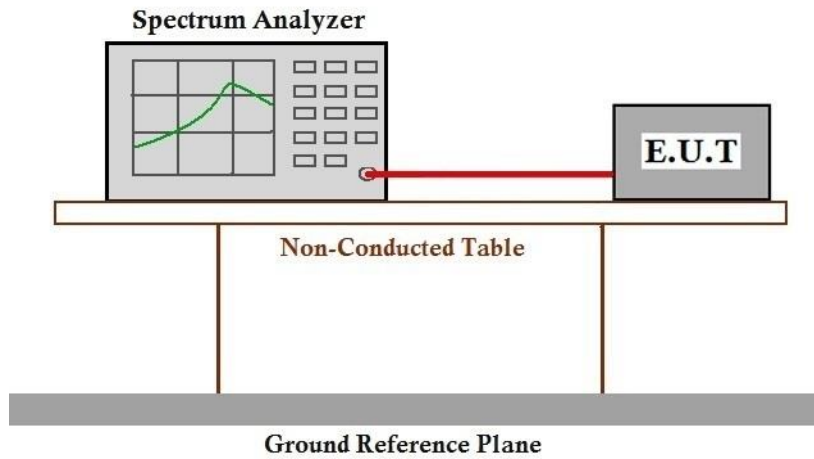 Spectrum Analyzer
E.U.T
Non-Conducted Table
Ground Reference Plane